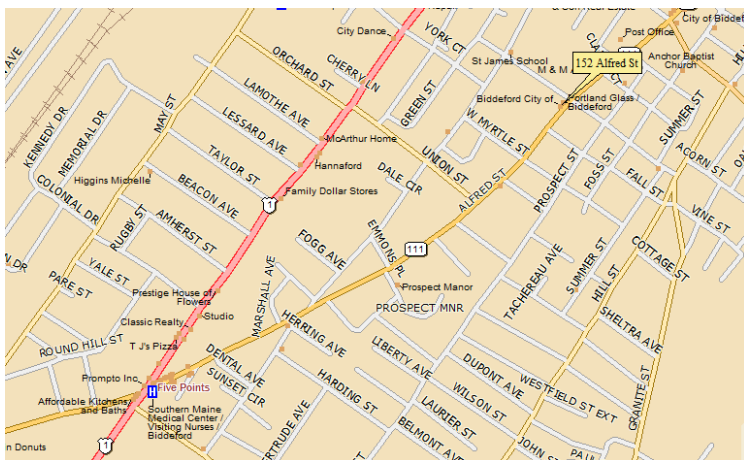 City Dance
YORK CT
Post Office
City of Biddeford
St James School
M & M
152 Alfred St
Anchor Baptist
Church
ORCHARD ST
CHERRY LN
GREEN ST
Biddeford City of
Portland Glass /
Biddeford
KENNEDY DR
MEMORIAL DR
MAY ST
LAMOTHE AVE
LESSARD AVE
McArthur Home
Hannaford
UNION ST
W MYRTLE ST
SUMMER ST
ACORN ST
TAYLOR ST
Higgins Michelle
COLONIAL DR
BEACON AVE
Family Dollar Stores
DALE CIR
ALFRED ST
PROSPECT ST
FOSS ST
FALL ST
VINE ST
1
RUGBY ST
AMHERST ST
EMMONS PL
111
FOGG AVE
COTTAGE ST
PARE ST
YALE ST
MARSHALL AVE
TACHEREAU AVE
SUMMER ST
HILL ST
Prestige House of
Flowers
Prospect Manor
PROSPECT MNR
Studio
Classic Realty
T J's Pizza
ROUND HILL ST
HERRING AVE
LIBERTY AVE
SHELTRA AVE
DENTAL AVE
SUNSET CIR
DUPONT AVE
WESTFIELD ST EXT
GRANITE ST
Prompto Inc
H
Five Points
Affordable Kitchens
and Baths
HARDING ST
WILSON ST
LAURIER ST
Southern Maine
Medical Center /
Visiting Nurses /
Biddeford
BELMONT AVE
JOHN ST
1
n Donuts